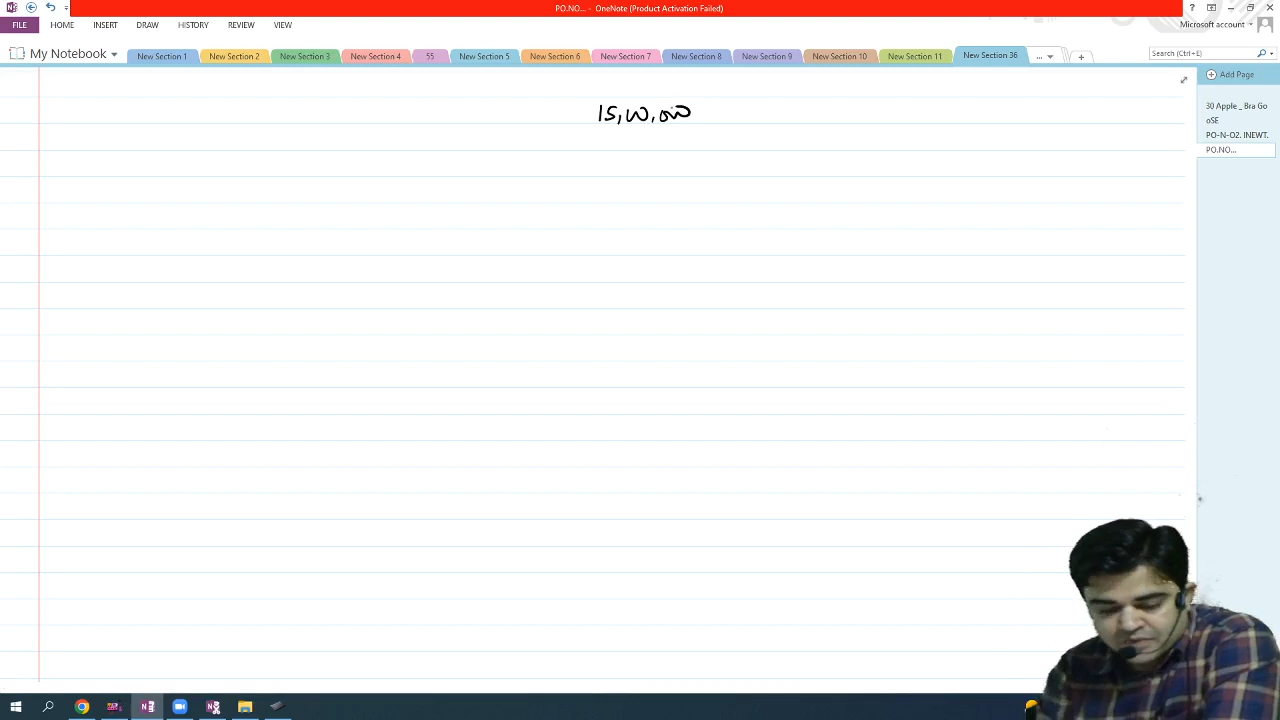 PO.NO... - OneNote (Product Activation Failed)
FILE HOME INSERT DRAW HISTORY REVIEW VIEW Microsoft account
My Notebook New Section 1 New Section 2 New Section 3 New Section 4 55 New Section 5 New Section 6 New Section 7 New Section 8 New Section 9 New Section 10 New Section 11 New Section 36 ... Search (Ctrl+E)
Add Page
30 Apple _ Bra Go
oSE
PO-N-O2. INEWT.
PO.NO...
15,00,000